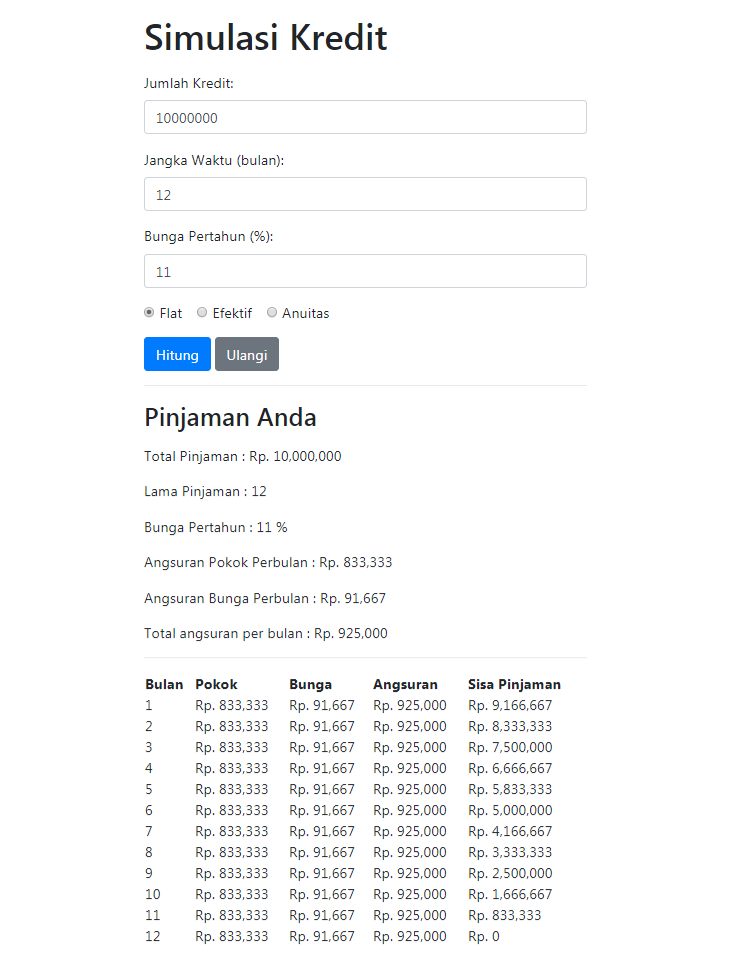 Simulasi Kredit
Jumlah Kredit:
10000000
Jangka Waktu (bulan):
12
Bunga Pertahun (%):
11
Flat Efektif Anuitas
Hitung Ulangi
Pinjaman Anda
Total Pinjaman : Rp. 10,000,000
Lama Pinjaman : 12
Bunga Pertahun : 11 %
Angsuran Pokok Perbulan : Rp. 833,333
Angsuran Bunga Perbulan : Rp. 91,667
Total angsuran per bulan : Rp. 925,000
Bulan Pokok Bunga Angsuran Sisa Pinjaman
1 Rp. 833,333 Rp. 91,667 Rp. 925,000 Rp. 9,166,667
2 Rp. 833,333 Rp. 91,667 Rp. 925,000 Rp. 8,333,333
3 Rp. 833,333 Rp. 91,667 Rp. 925,000 Rp. 7,500,000
4 Rp. 833,333 Rp. 91,667 Rp. 925,000 Rp. 6,666,667
5 Rp. 833,333 Rp. 91,667 Rp. 925,000 Rp. 5,833,333
6 Rp. 833,333 Rp. 91,667 Rp. 925,000 Rp. 5,000,000
7 Rp. 833,333 Rp. 91,667 Rp. 925,000 Rp. 4,166,667
8 Rp. 833,333 Rp. 91,667 Rp. 925,000 Rp. 3,333,333
9 Rp. 833,333 Rp. 91,667 Rp. 925,000 Rp. 2,500,000
10 Rp. 833,333 Rp. 91,667 Rp. 925,000 Rp. 1,666,667
11 Rp. 833,333 Rp. 91,667 Rp. 925,000 Rp. 833,333
12 Rp. 833,333 Rp. 91,667 Rp. 925,000 Rp. 0